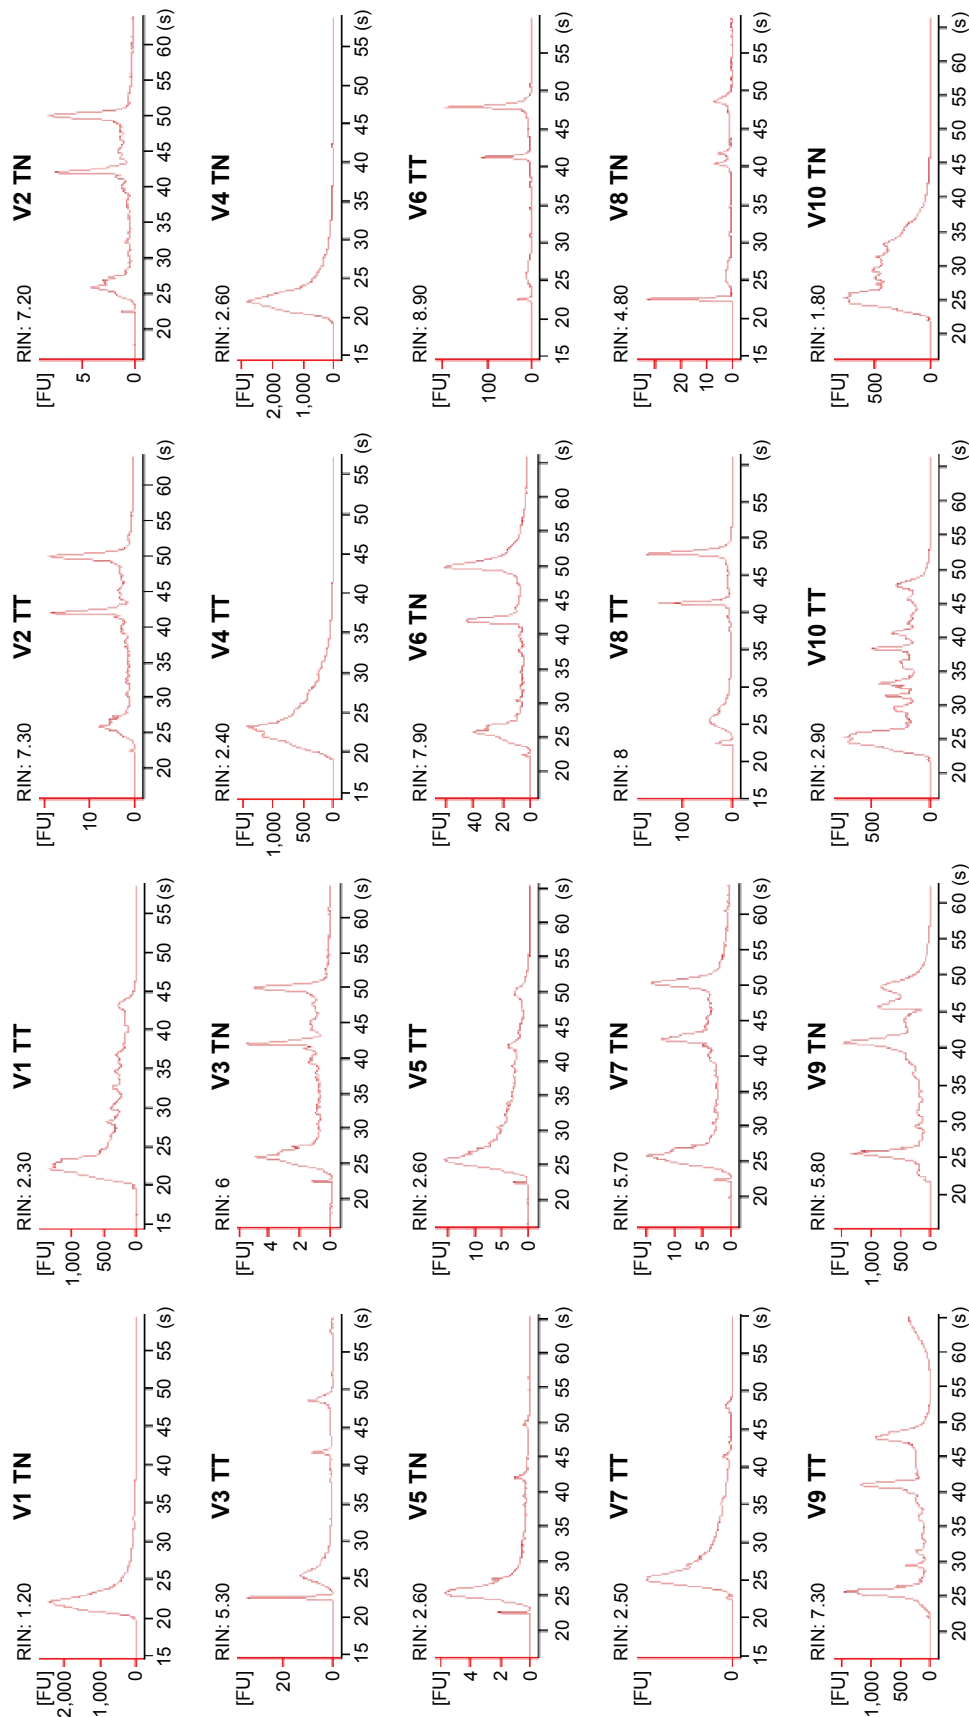 V1 TN
RIN: 1.20
[FU]
2,000
1,000
0
15 20 25 30 35 40 45 50 55 (s)
V1 TT
RIN: 2.30
[FU]
1,000
500
0
15 20 25 30 35 40 45 50 55 (s)
V2 TT
RIN: 7.30
[FU]
10
0
20 25 30 35 40 45 50 55 60 (s)
V2 TN
RIN: 7.20
[FU]
5
0
20 25 30 35 40 45 50 55 60 (s)
V3 TT
RIN: 5.30
[FU]
20
0
15 20 25 30 35 40 45 50 55 (s)
V3 TN
RIN: 6
[FU]
4
2
0
20 25 30 35 40 45 50 55 60 (s)
V4 TT
RIN: 2.40
[FU]
1,000
500
0
15 20 25 30 35 40 45 50 55 (s)
V4 TN
RIN: 2.60
[FU]
2,000
1,000
0
15 20 25 30 35 40 45 50 55 (s)
V5 TN
RIN: 2.60
[FU]
4
2
0
20 25 30 35 40 45 50 55 60 (s)
V5 TT
RIN: 2.60
[FU]
10
5
0
20 25 30 35 40 45 50 55 60 (s)
V6 TN
RIN: 7.90
[FU]
40
20
0
20 25 30 35 40 45 50 55 60 (s)
V6 TT
RIN: 8.90
[FU]
100
0
15 20 25 30 35 40 45 50 55 (s)
V7 TT
RIN: 2.50
[FU]
0
15 20 25 30 35 40 45 50 55 (s)
V7 TN
RIN: 5.70
[FU]
10
5
0
20 25 30 35 40 45 50 55 60 (s)
V8 TT
RIN: 8
[FU]
100
0
15 20 25 30 35 40 45 50 55 (s)
V8 TN
RIN: 4.80
[FU]
20
10
0
15 20 25 30 35 40 45 50 55 (s)
V9 TT
RIN: 7.30
[FU]
1,000
500
0
20 25 30 35 40 45 50 55 60 (s)
V9 TN
RIN: 5.80
[FU]
1,000
500
0
20 25 30 35 40 45 50 55 60 (s)
V10 TT
RIN: 2.90
[FU]
500
0
20 25 30 35 40 45 50 55 60 (s)
V10 TN
RIN: 1.80
[FU]
500
0
20 25 30 35 40 45 50 55 60 (s)